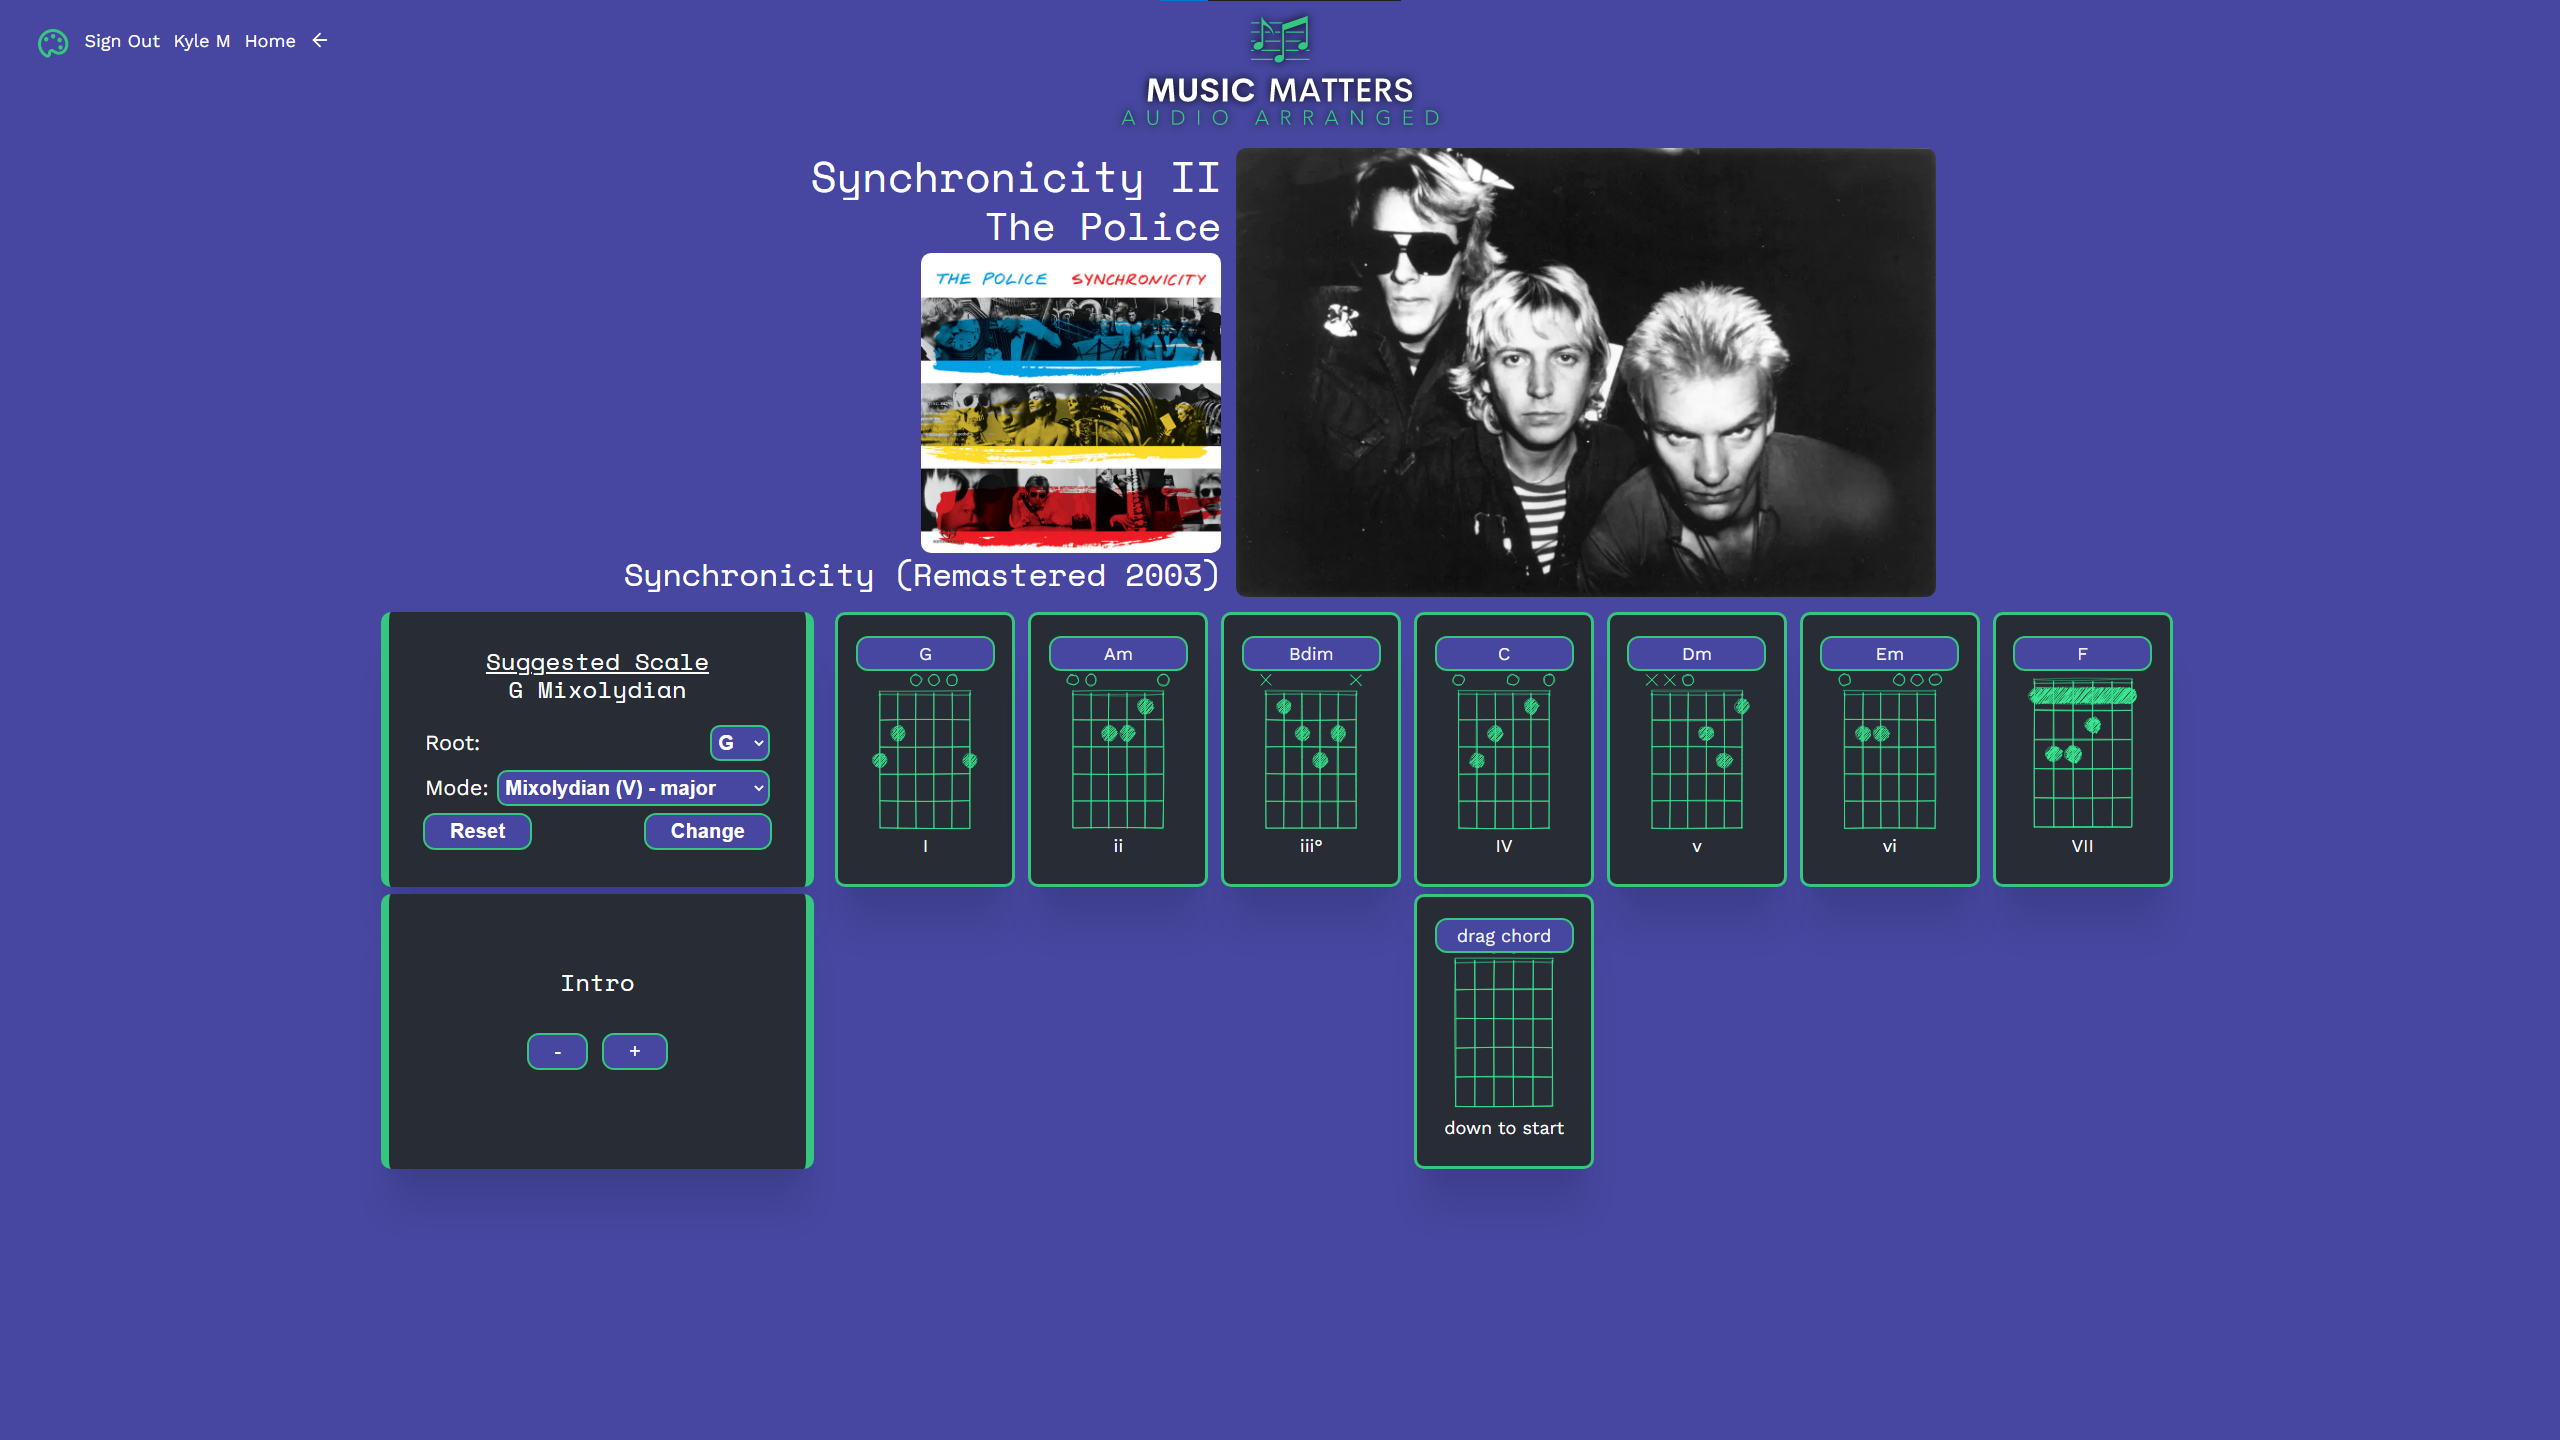 Sign Out Kyle M Home
MUSIC MATTERS
AUDIO ARRANGED
Synchronicity II
The Police
THE POLICE SYNCHRONICITY
Synchronicity (Remastered 2003)
Suggested Scale
G Mixolydian
Root: G
Mode: Mixolydian (V) - major
Reset Change
G
I
Am
ii
Bdim
iii°
C
IV
Dm
v
Em
vi
F
VII
Intro
- +
drag chord
down to start